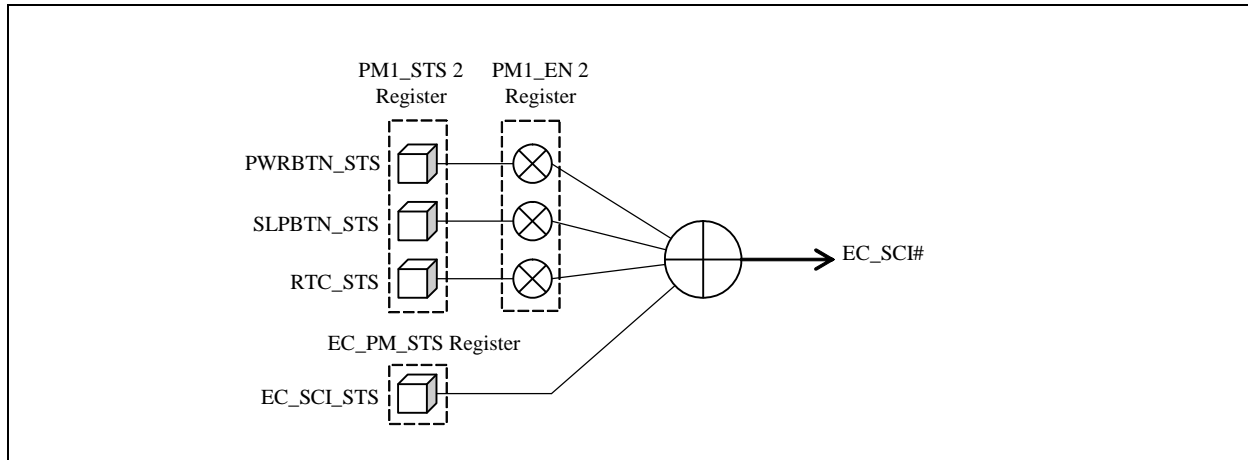 PM1_STS 2
Register
PM1_EN 2
Register
PWRBTN_STS
SLPBTN_STS
RTC_STS
EC_SCI#
EC_PM_STS Register
EC_SCI_STS